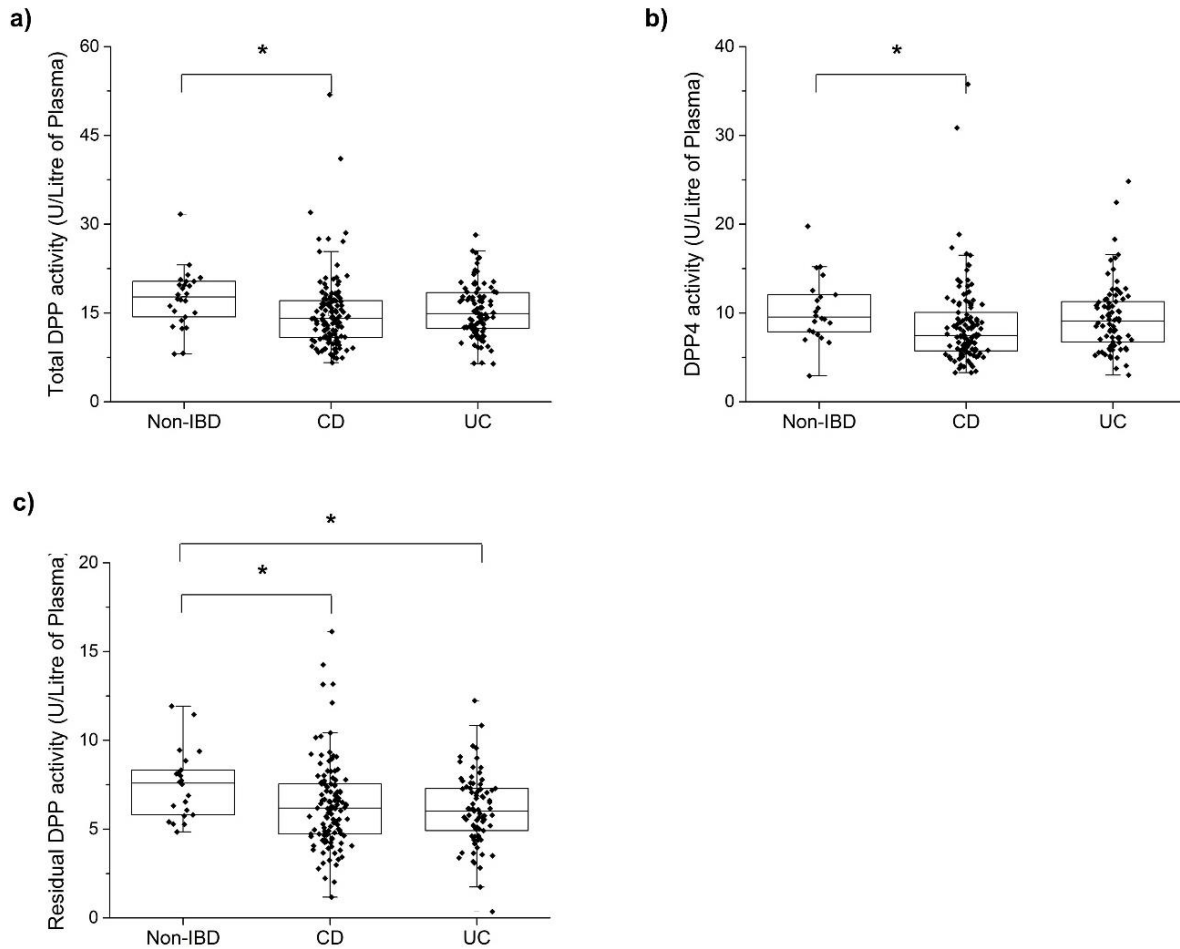 a)
Total DPP activity (U/Litre of Plasma)
60
45
30
15
0
*
Non-IBD CD UC
b)
DPP4 activity (U/Litre of Plasma)
40
30
20
10
0
*
Non-IBD CD UC
c)
Residual DPP activity (U/Litre of Plasma)
20
15
10
5
0
*
*
Non-IBD CD UC